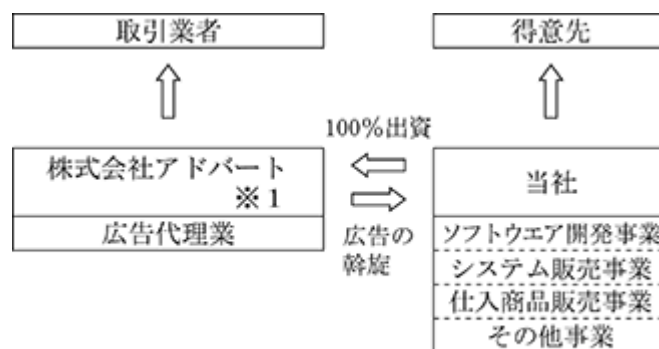 取引業者
得意先
100%出資
株式会社アドバート
※1
広告代理業
広告の
斡旋
当社
ソフトウエア開発事業
システム販売事業
仕入商品販売事業
その他事業